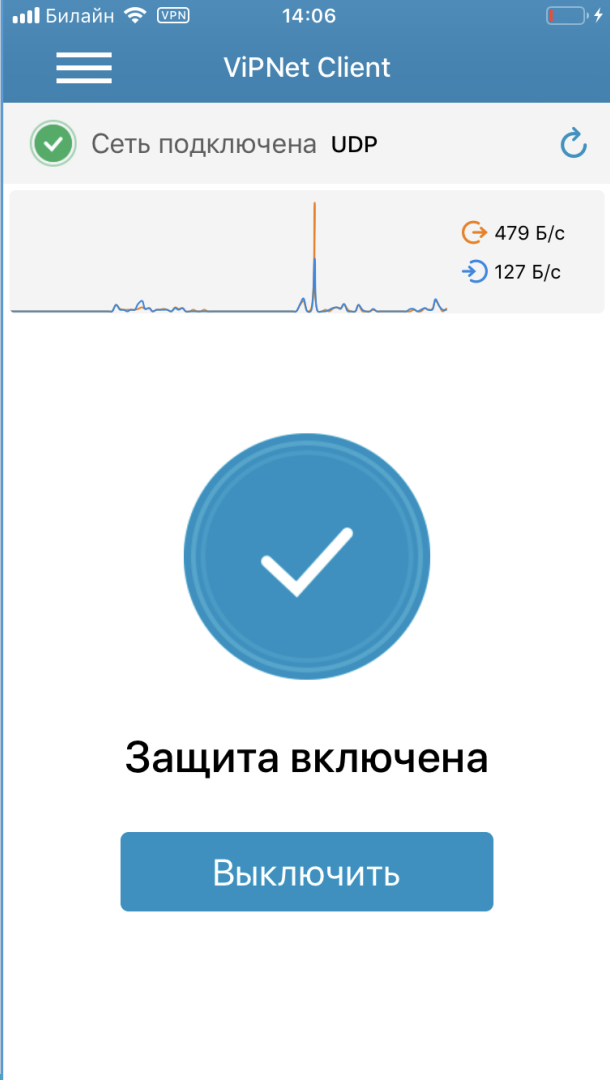 Билайн VPN 14:06
ViPNet Client
Сеть подключена UDP
479 Б/с
127 Б/с
Защита включена
Выключить